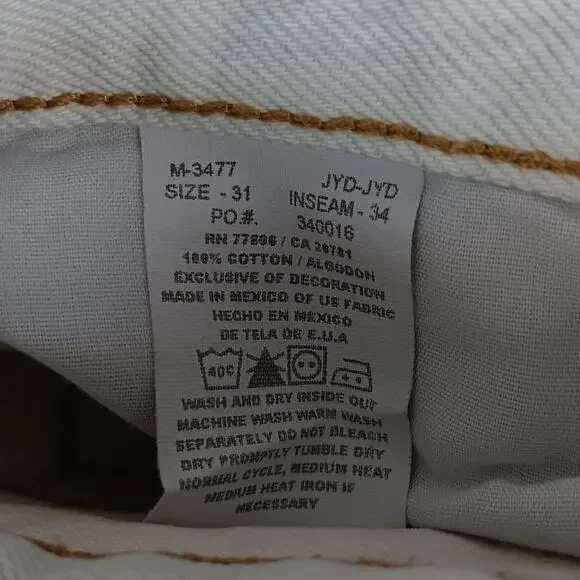 M-3477 JYD-JYD
SIZE - 31 INSEAM - 34
PO.#. 340016
RN 77806 / CA 26781
100% COTTON / ALGODON
EXCLUSIVE OF DECORATION
MADE IN MEXICO OF US FABRIC
HECHO EN MEXICO
DE TELA DE E.U.A
40C
WASH AND DRY INSIDE OUT
MACHINE WASH WARM WASH
SEPARATELY DO NOT BLEACH
DRY PROMPTLY TUMBLE DRY
NORMAL CYCLE, MEDIUM HEAT
MEDIUM HEAT IRON IF
NECESSARY